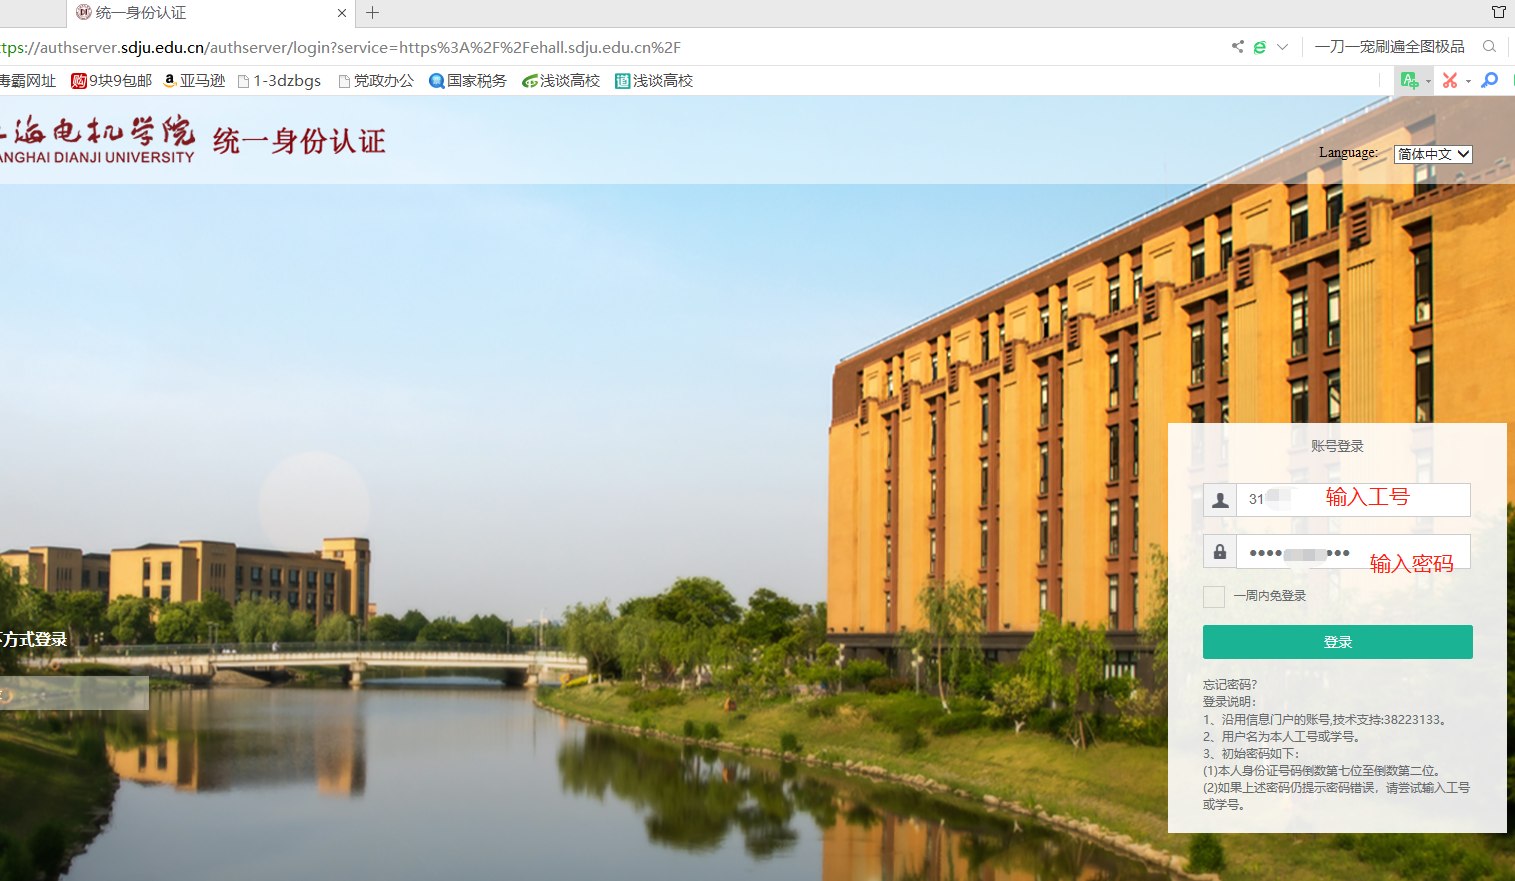 统一身份认证
ttps://authserver.sdju.edu.cn/authserver/login?service=https%3A%2F%2Fehall.sdju.edu.cn%2F
一刀一宠刷遍全图极品
毒霸网址 购 9块9包邮 a 亚马逊 1-3dzbgs 党政办公 国家税务 浅谈高校 浅谈高校
上海电机学院 统一身份认证
ANGHAI DIANJI UNIVERSITY
Language: 简体中文
账号登录
31 输入工号
输入密码
一周内免登录
下方式登录
登录
忘记密码?
登录说明：
1、沿用信息门户的账号,技术支持:38223133。
2、用户名为本人工号或学号。
3、初始密码如下：
(1)本人身份证号码倒数第七位至倒数第二位。
(2)如果上述密码仍提示密码错误，请尝试输入工号
或学号。